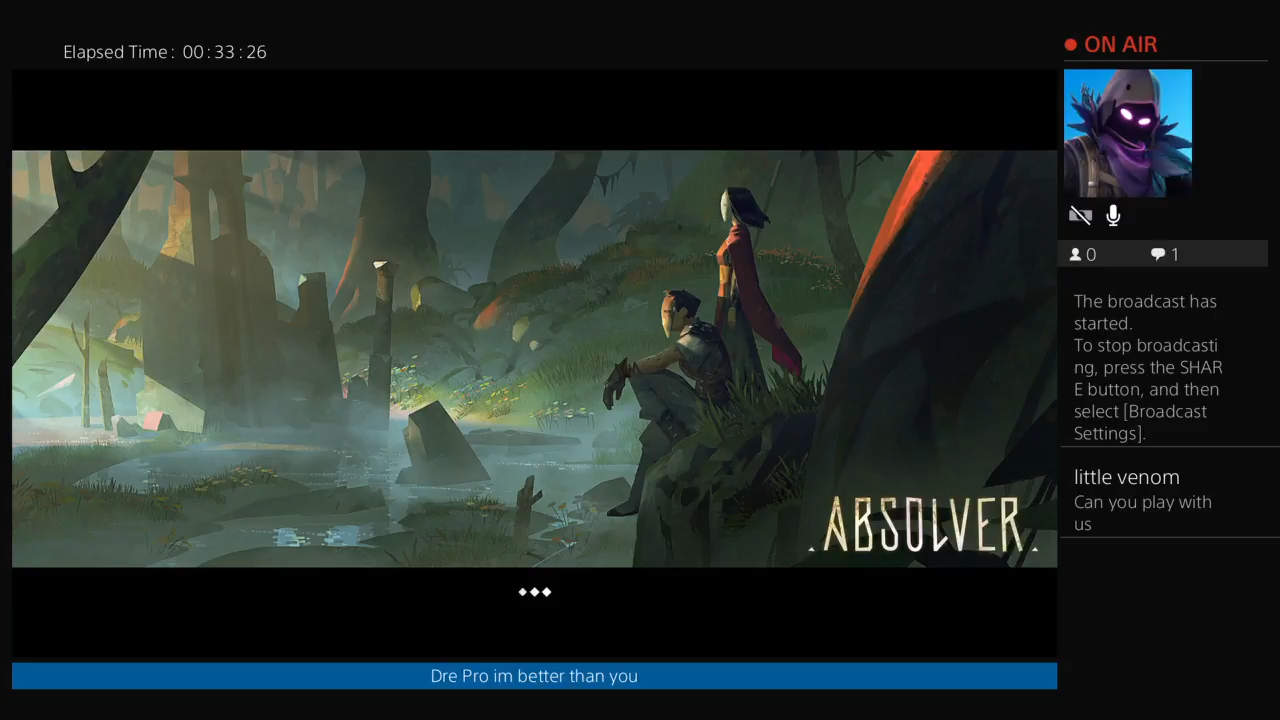 Elapsed Time: 00:33:26
ON AIR
0
1
The broadcast has
started.
To stop broadcasti
ng, press the SHAR
E button, and then
select [Broadcast
Settings].
little venom
Can you play with
us
ABSOLVER
Dre Pro im better than you